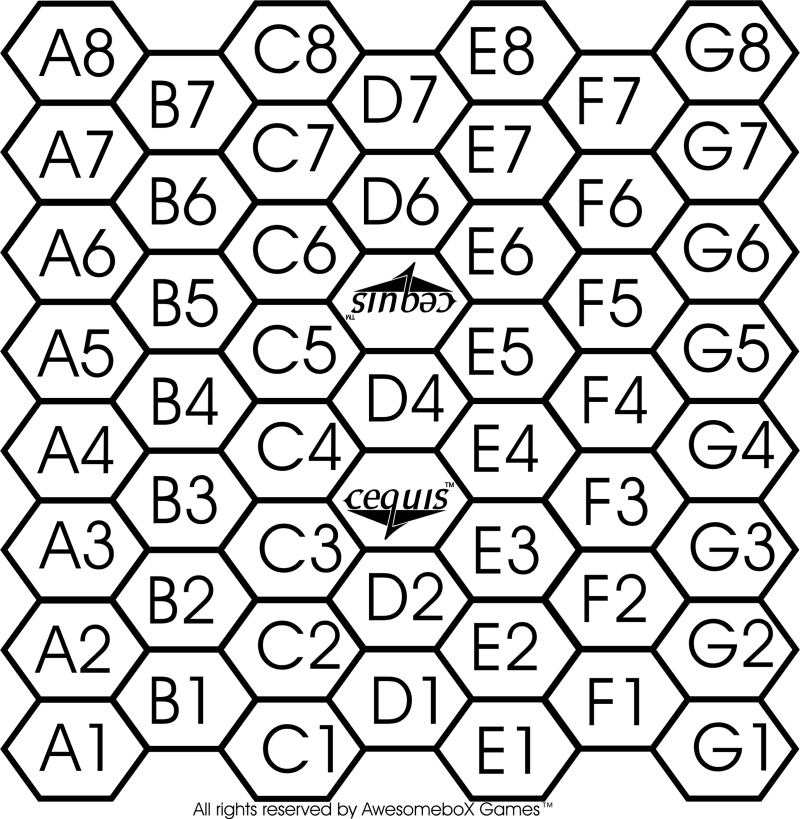 A8 C8 E8 G8
B7 D7 F7
A7 C7 E7 G7
B6 D6 F6
A6 C6 E6 G6
B5 cequis™ F5
A5 C5 E5 G5
B4 D4 F4
A4 C4 E4 G4
B3 cequis™ F3
A3 C3 E3 G3
B2 D2 F2
A2 C2 E2 G2
B1 D1 F1
A1 C1 E1 G1
All rights reserved by AwesomeboX Games™